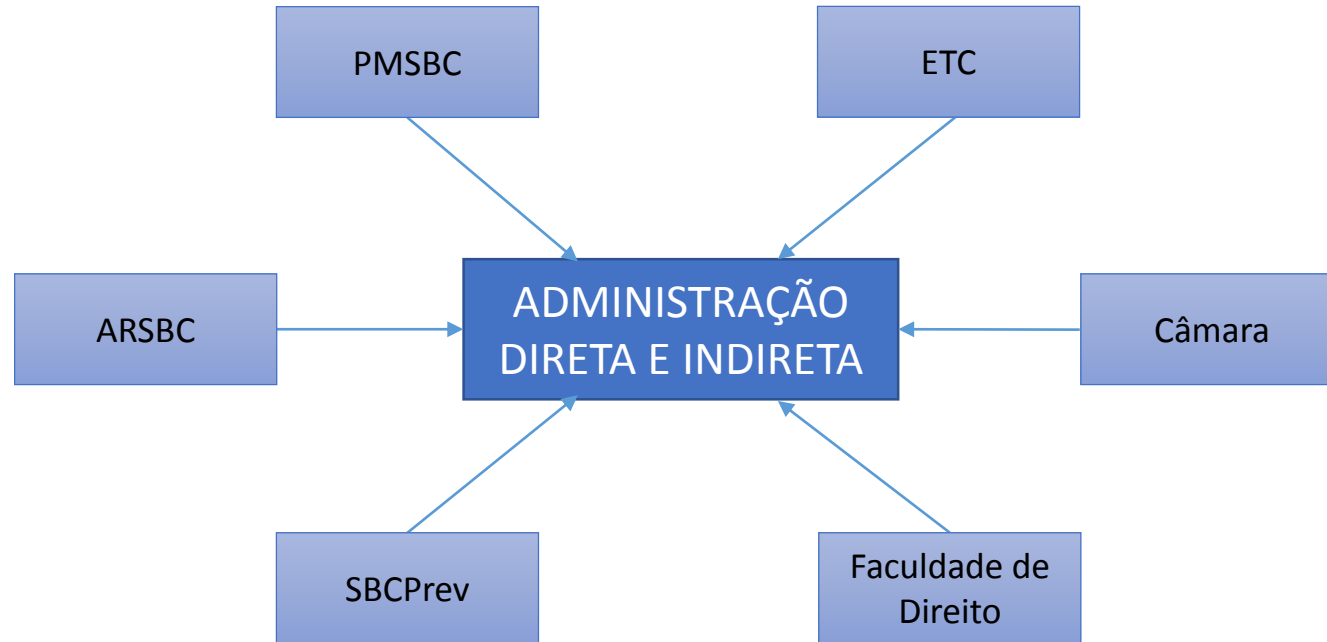 PMSBC
ETC
ADMINISTRAÇÃO
DIRETA E INDIRETA
ARSBC
Câmara
SBCPrev
Faculdade de
Direito